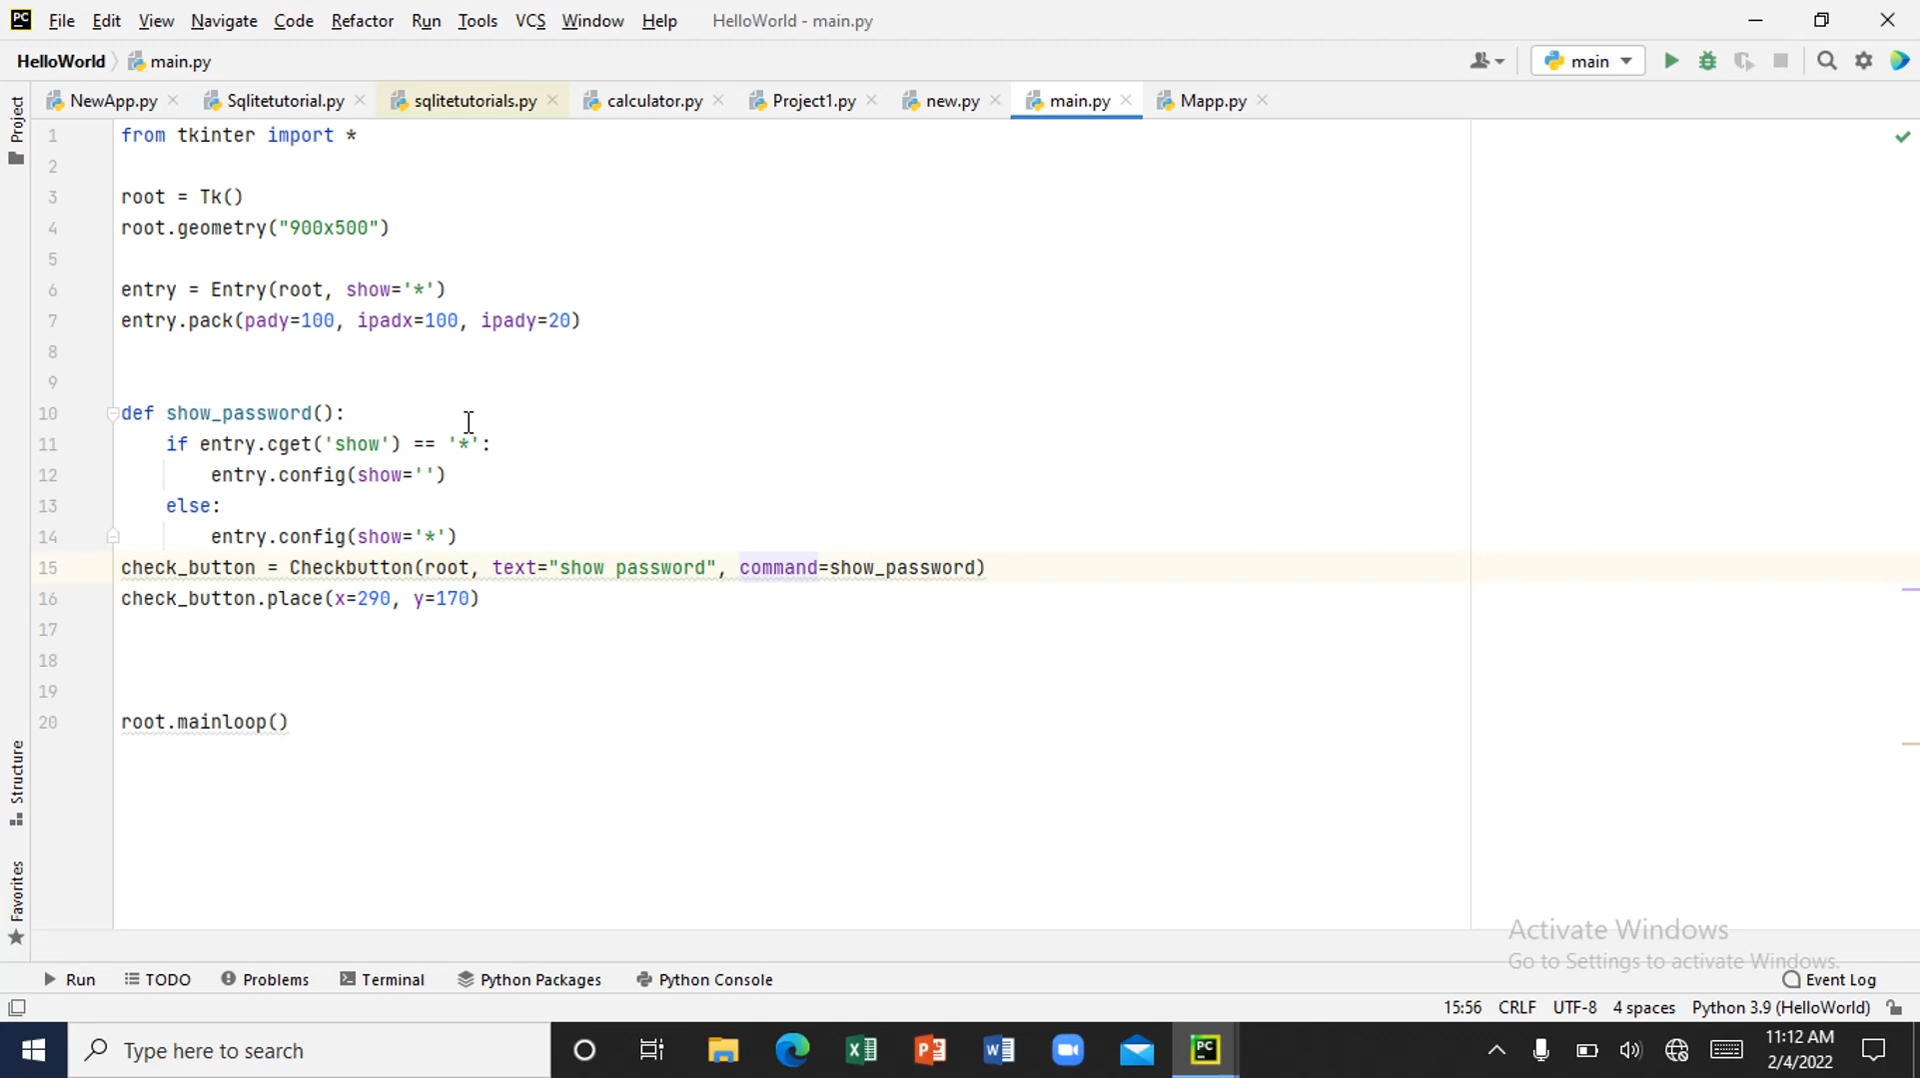 PC File Edit View Navigate Code Refactor Run Tools VCS Window Help HelloWorld - main.py
HelloWorld main.py main
NewApp.py Sqlitetutorial.py sqlitetutorials.py calculator.py Project1.py new.py main.py Mapp.py
Project
1 from tkinter import *
2
3 root = Tk()
4 root.geometry("900x500")
5
6 entry = Entry(root, show='*')
7 entry.pack(pady=100, ipadx=100, ipady=20)
8
9
10 def show_password():
11 if entry.cget('show') == '*':
12 entry.config(show='')
13 else:
14 entry.config(show='*')
15 check_button = Checkbutton(root, text="show password", command=show_password)
16 check_button.place(x=290, y=170)
17
18
19
20 root.mainloop()
Structure
Favorites
Activate Windows
Go to Settings to activate Windows.
Run TODO Problems Terminal Python Packages Python Console Event Log
15:56 CRLF UTF-8 4 spaces Python 3.9 (HelloWorld)
Type here to search
PC
11:12 AM
2/4/2022